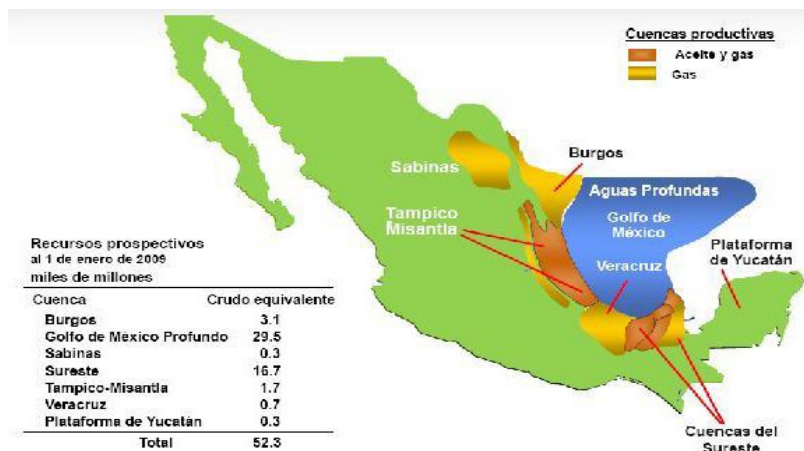 Cuencas productivas
Aceite y gas
Gas
Burgos
Sabinas
Aguas Profundas
Tampico
Misantla
Golfo de
México
Plataforma
de Yucatán
Veracruz
Cuencas del
Sureste
Recursos prospectivos
al 1 de enero de 2009
miles de millones
Cuenca Crudo equivalente
Burgos 3.1
Golfo de México Profundo 29.5
Sabinas 0.3
Sureste 16.7
Tampico-Misantla 1.7
Veracruz 0.7
Plataforma de Yucatán 0.3
Total 52.3